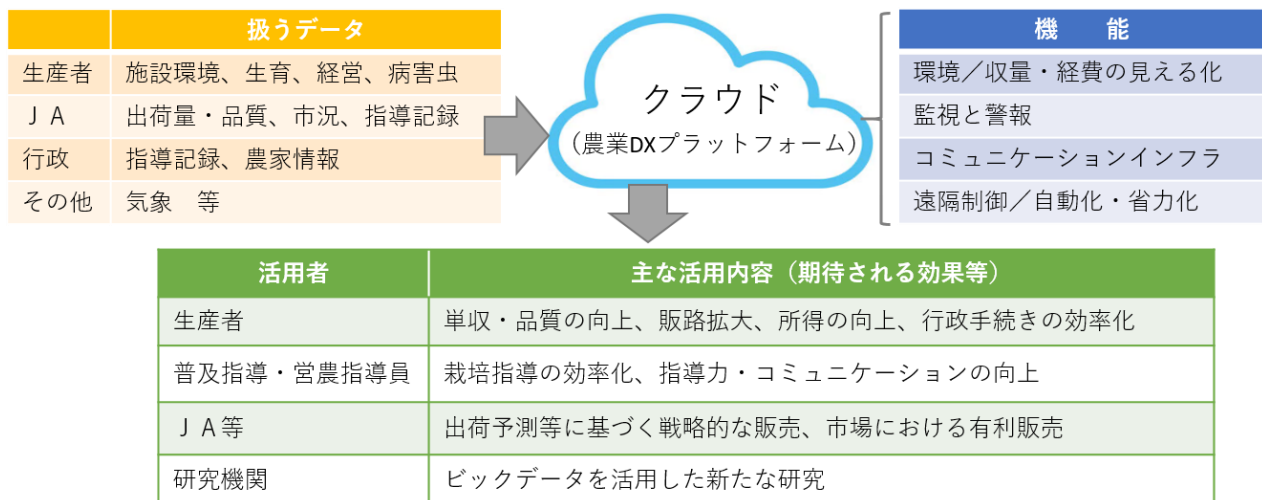 扱うデータ
生産者 施設環境、生育、経営、病害虫
ＪＡ 出荷量・品質、市況、指導記録
行政 指導記録、農家情報
その他 気象　等
クラウド
（農業DXプラットフォーム）
機　能
環境／収量・経費の見える化
監視と警報
コミュニケーションインフラ
遠隔制御／自動化・省力化
活用者 主な活用内容（期待される効果等）
生産者 単収・品質の向上、販路拡大、所得の向上、行政手続きの効率化
普及指導・営農指導員 栽培指導の効率化、指導力・コミュニケーションの向上
ＪＡ等 出荷予測等に基づく戦略的な販売、市場における有利販売
研究機関 ビックデータを活用した新たな研究